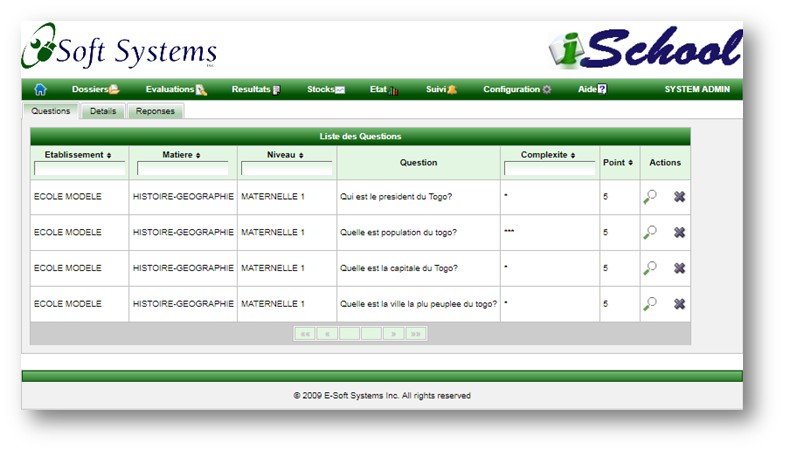 Soft Systems Inc
iSchool
Dossiers Evaluations Resultats Stocks Etat Suivi Configuration Aide SYSTEM ADMIN
Questions Details Reponses
Liste des Questions
Etablissement Matiere Niveau Question Complexite Point Actions
ECOLE MODELE HISTOIRE-GEOGRAPHIE MATERNELLE 1 Qui est le president du Togo? * 5
ECOLE MODELE HISTOIRE-GEOGRAPHIE MATERNELLE 1 Quelle est population du togo? *** 5
ECOLE MODELE HISTOIRE-GEOGRAPHIE MATERNELLE 1 Quelle est la capitale du Togo? * 5
ECOLE MODELE HISTOIRE-GEOGRAPHIE MATERNELLE 1 Quelle est la ville la plu peuplee du togo? * 5
«« « » »»
© 2009 E-Soft Systems Inc. All rights reserved